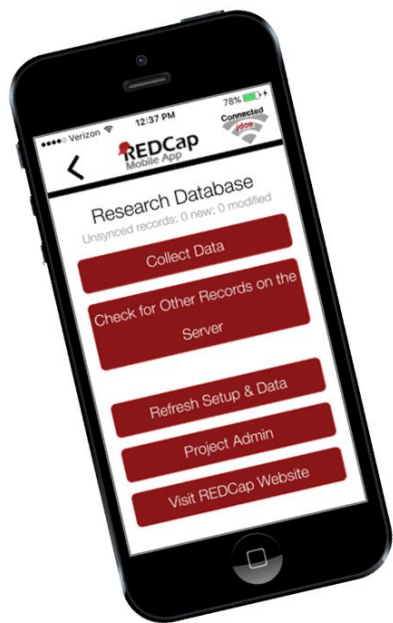 Verizon 12:37 PM 78%
REDCap Connected
Mobile App jdoe
Research Database
Unsynced records: 0 new; 0 modified
Collect Data
Check for Other Records on the
Server
Refresh Setup & Data
Project Admin
Visit REDCap Website